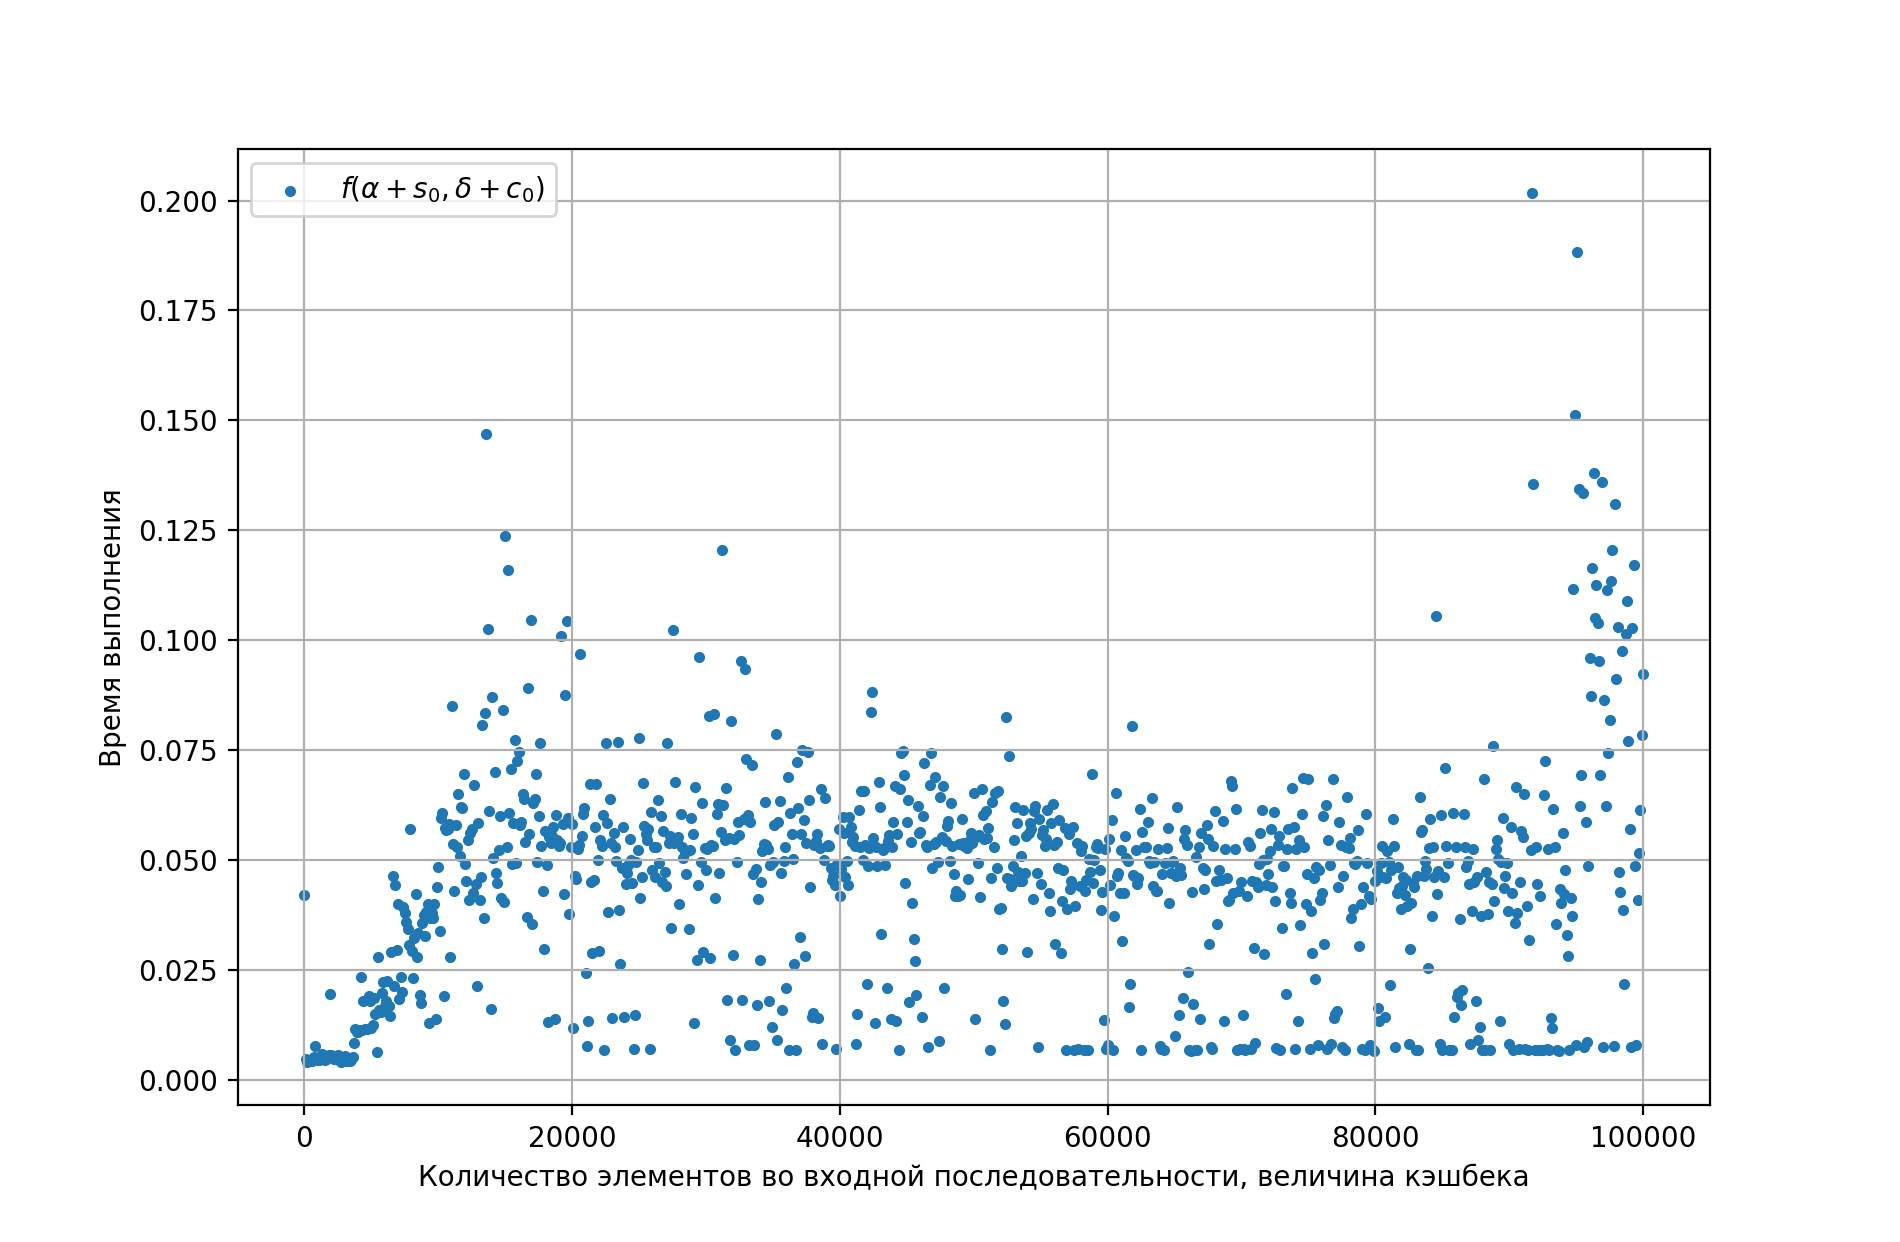 f(α + s₀, δ + c₀)
0.200
0.175
0.150
0.125
0.100
0.075
0.050
0.025
0.000
Время выполнения
0 20000 40000 60000 80000 100000
Количество элементов во входной последовательности, величина кэшбека